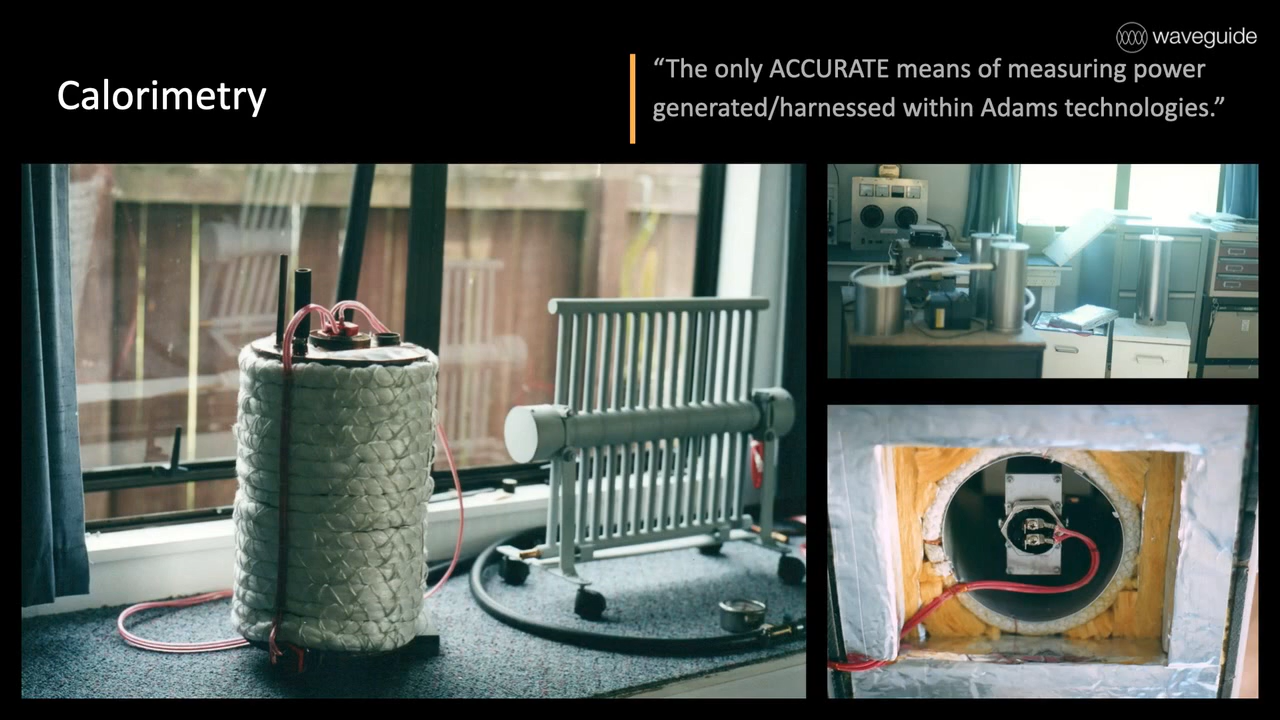 waveguide
Calorimetry
“The only ACCURATE means of measuring power
generated/harnessed within Adams technologies.”